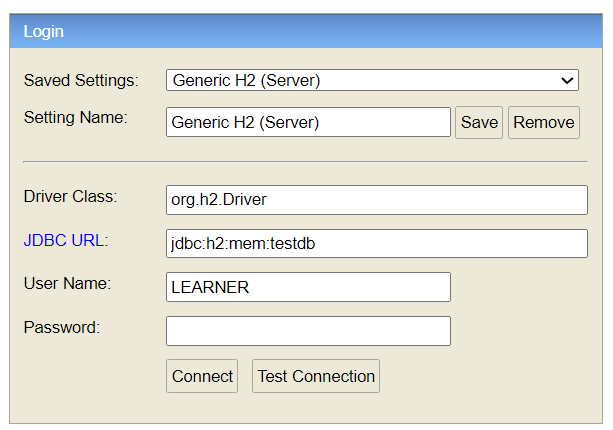 Login
Saved Settings: Generic H2 (Server)
Setting Name: Generic H2 (Server) Save Remove
Driver Class: org.h2.Driver
JDBC URL: jdbc:h2:mem:testdb
User Name: LEARNER
Password:
Connect Test Connection